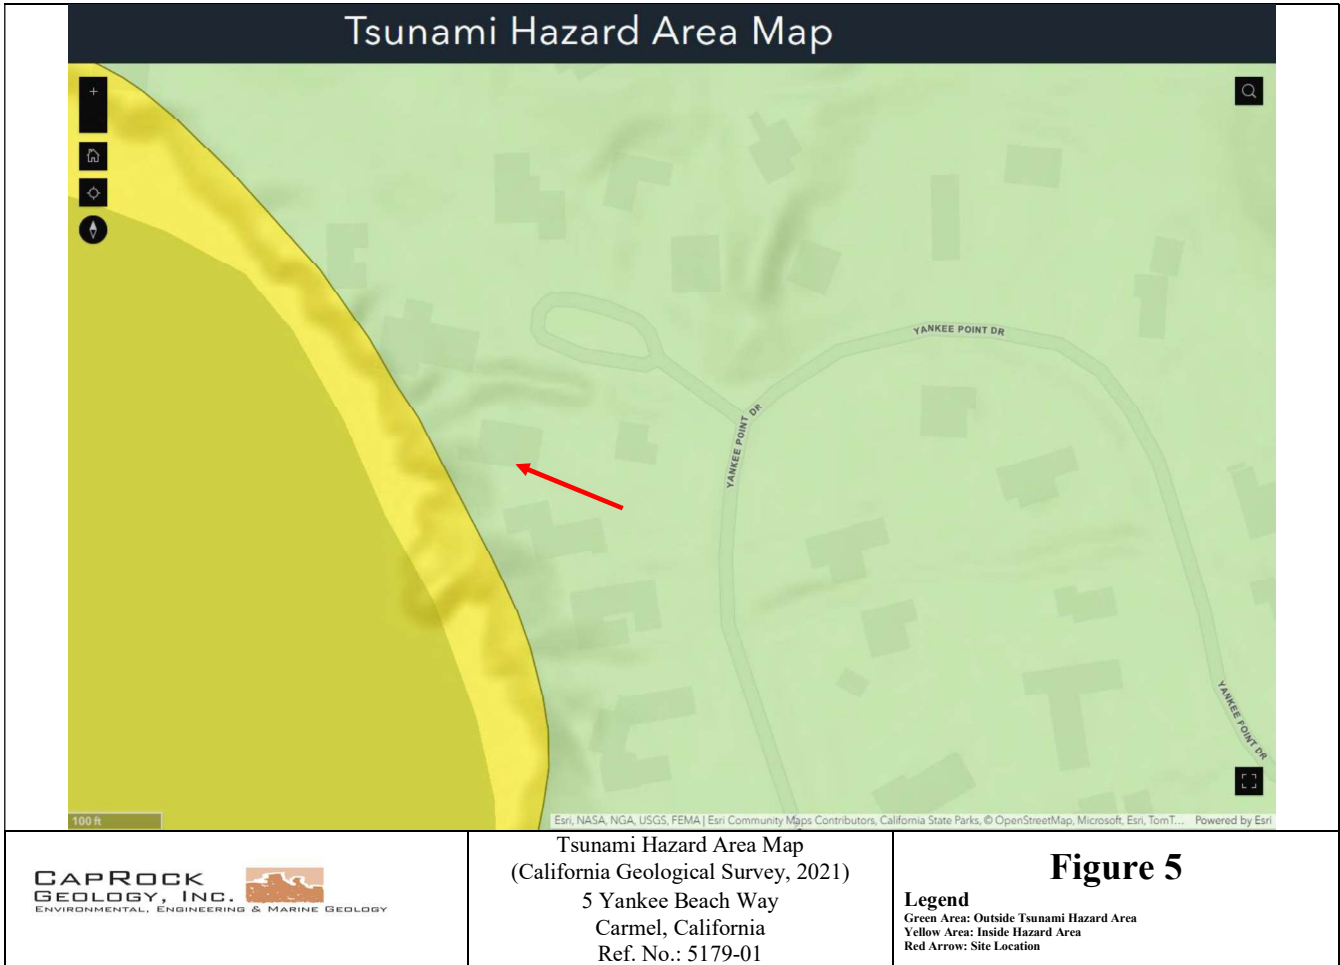 Tsunami Hazard Area Map
+
YANKEE POINT DR
YANKEE POINT DR
YANKEE POINT DR
100 ft
Esri, NASA, NGA, USGS, FEMA | Esri Community Maps Contributors, California State Parks, © OpenStreetMap, Microsoft, Esri, TomT... Powered by Esri
CAPROCK
GEOLOGY, INC.
ENVIRONMENTAL, ENGINEERING & MARINE GEOLOGY
Tsunami Hazard Area Map
(California Geological Survey, 2021)
5 Yankee Beach Way
Carmel, California
Ref. No.: 5179-01
Figure 5
Legend
Green Area: Outside Tsunami Hazard Area
Yellow Area: Inside Hazard Area
Red Arrow: Site Location